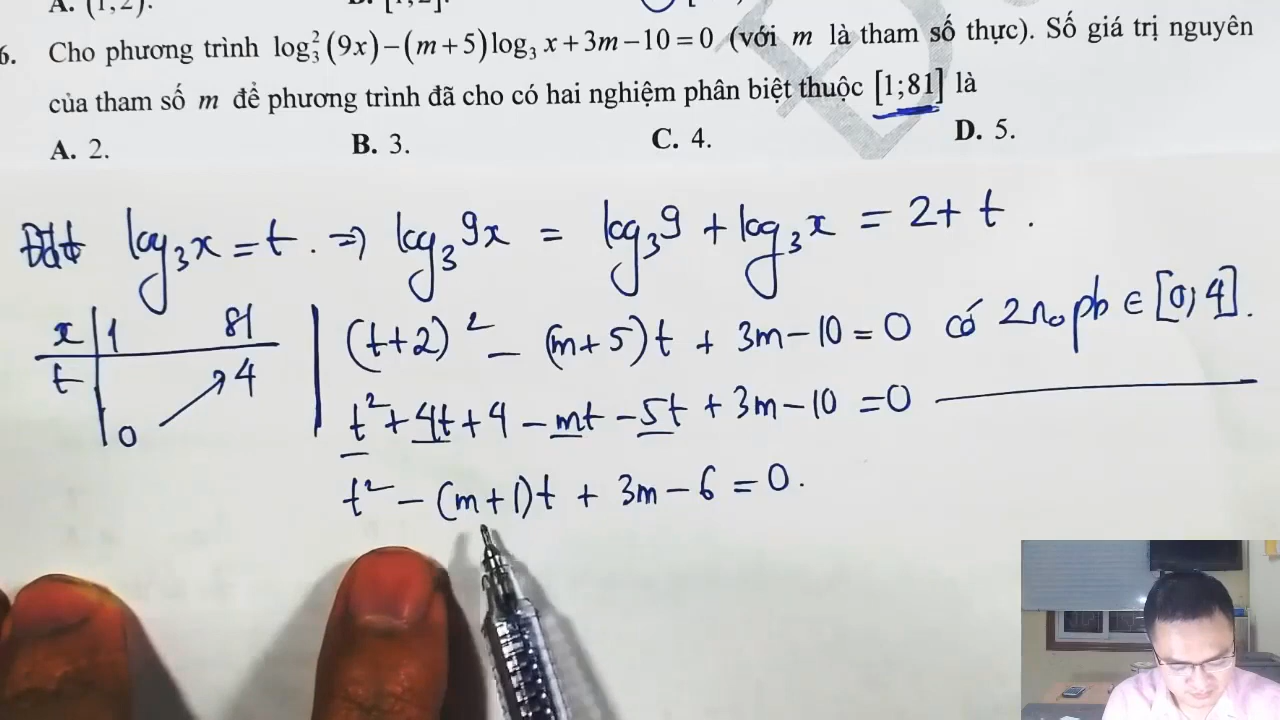 A. (1;2).
6. Cho phương trình log₃²(9x)−(m+5)log₃x+3m−10=0 (với m là tham số thực). Số giá trị nguyên
của tham số m để phương trình đã cho có hai nghiệm phân biệt thuộc [1;81] là
A. 2. B. 3. C. 4. D. 5.
Đặt log₃x = t. ⇒ log₃9x = log₃9 + log₃x = 2+ t.
x 1 81
t 0 4
(t+2)² − (m+5)t + 3m−10 = 0 có 2no pb ∈ [0; 4].
t² + 4t + 4 − mt − 5t + 3m−10 = 0
t² − (m+1)t + 3m − 6 = 0.